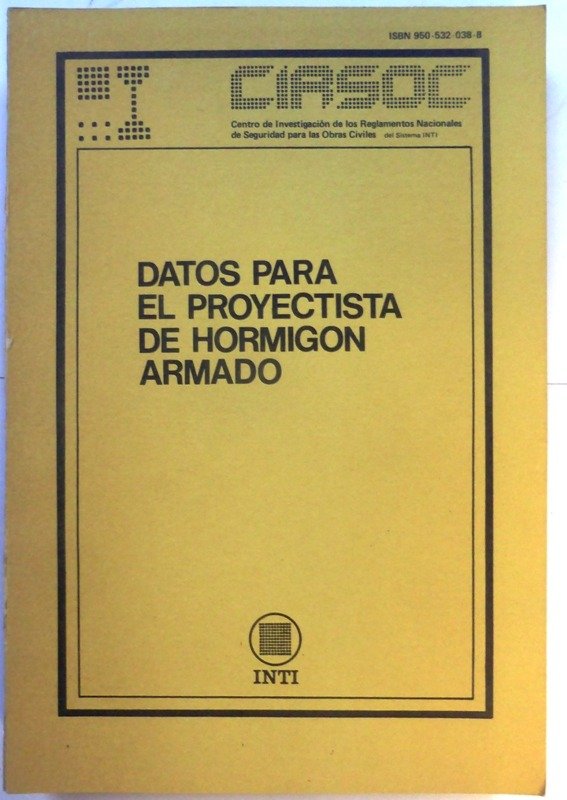 ISBN 950-532-038-8
CIRSOC
Centro de Investigación de los Reglamentos Nacionales
de Seguridad para las Obras Civiles del Sistema INTI
DATOS PARA
EL PROYECTISTA
DE HORMIGON
ARMADO
INTI